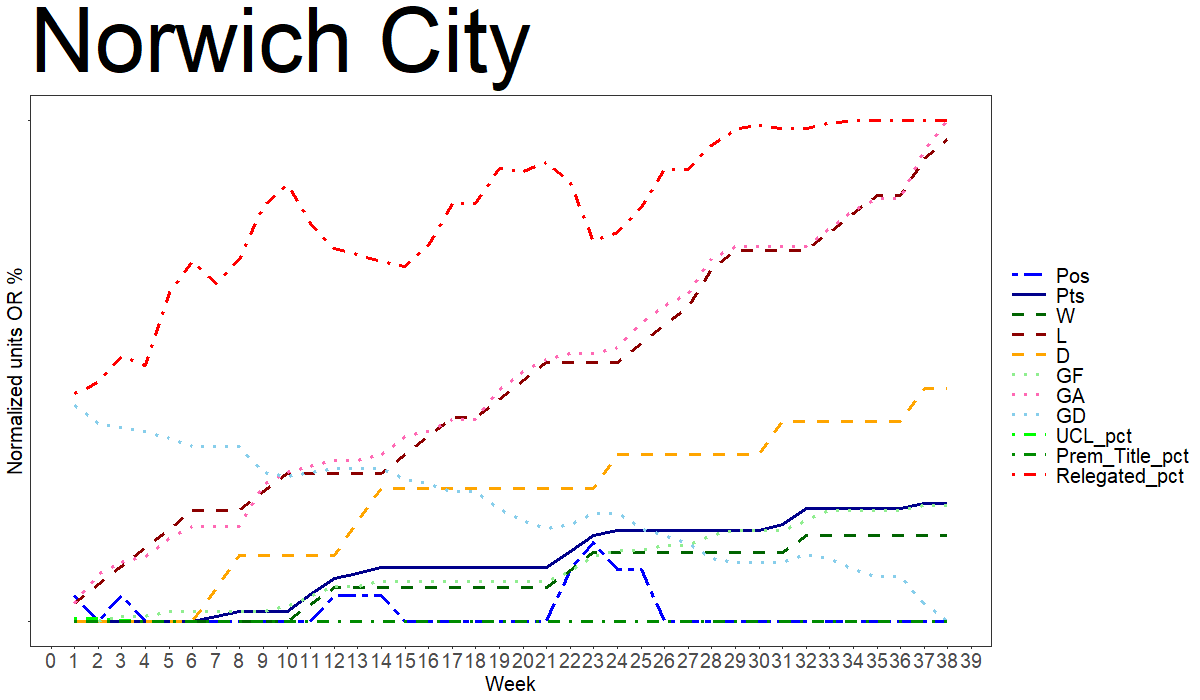 Norwich City
Normalized units OR %
0 1 2 3 4 5 6 7 8 9 10 11 12 13 14 15 16 17 18 19 20 21 22 23 24 25 26 27 28 29 30 31 32 33 34 35 36 37 38 39
Week
Pos
Pts
W
L
D
GF
GA
GD
UCL_pct
Prem_Title_pct
Relegated_pct